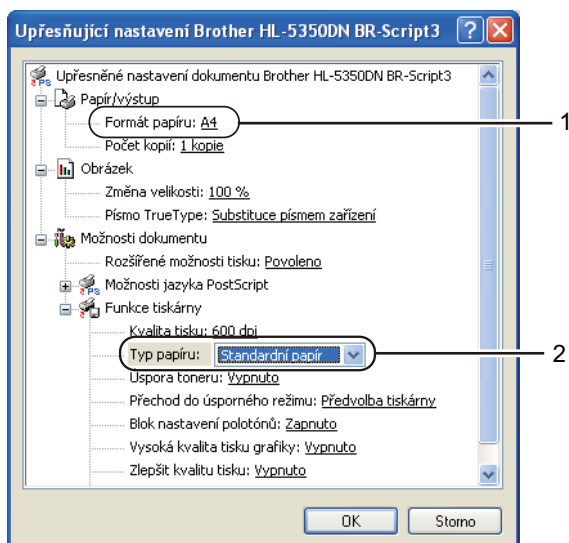 Upřesňující nastavení Brother HL-5350DN BR-Script3
Upřesněné nastavení dokumentu Brother HL-5350DN BR-Script3
Papír/výstup
Formát papíru: A4
1
Počet kopií: 1 kopie
Obrázek
Změna velikosti: 100 %
Písmo TrueType: Substituce písmem zařízení
Možnosti dokumentu
Rozšířené možnosti tisku: Povoleno
Možnosti jazyka PostScript
Funkce tiskárny
Kvalita tisku: 600 dpi
Typ papíru: Standardní papír
2
Úspora toneru: Vypnuto
Přechod do úsporného režimu: Předvolba tiskárny
Blok nastavení polotónů: Zapnuto
Vysoká kvalita tisku grafiky: Vypnuto
Zlepšit kvalitu tisku: Vypnuto
OK Storno